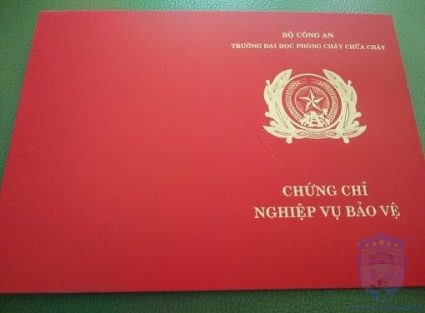 BỘ CÔNG AN
TRƯỜNG ĐẠI HỌC PHÒNG CHÁY CHỮA CHÁY
CHỨNG CHỈ
NGHIỆP VỤ BẢO VỆ